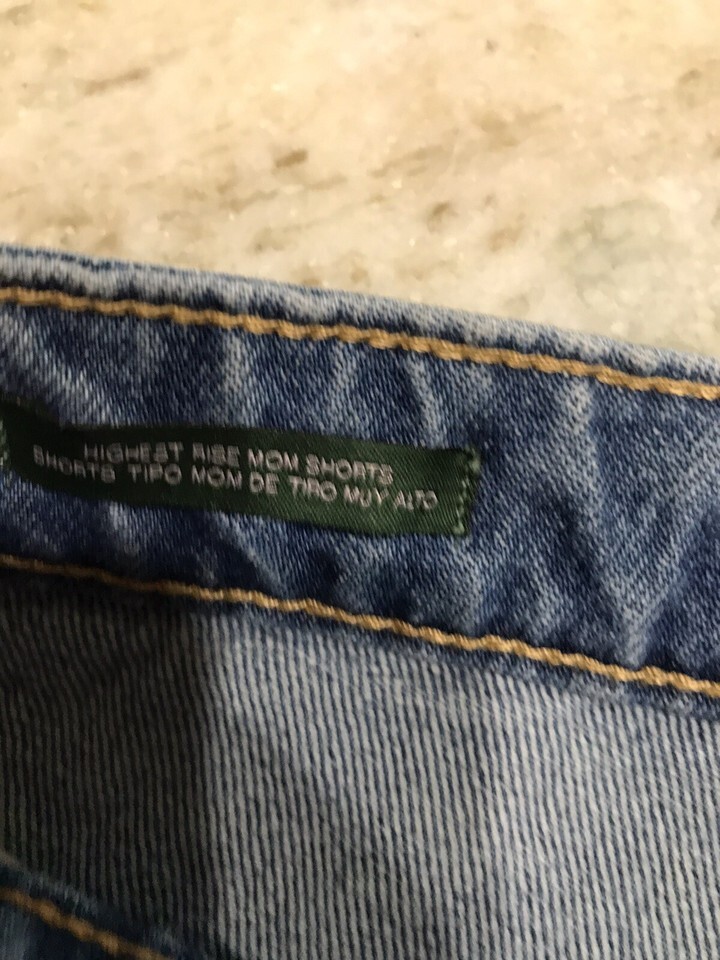 HIGHEST RISE MOM SHORTS
SHORTS TIPO MOM DE TIRO MUY ALTO